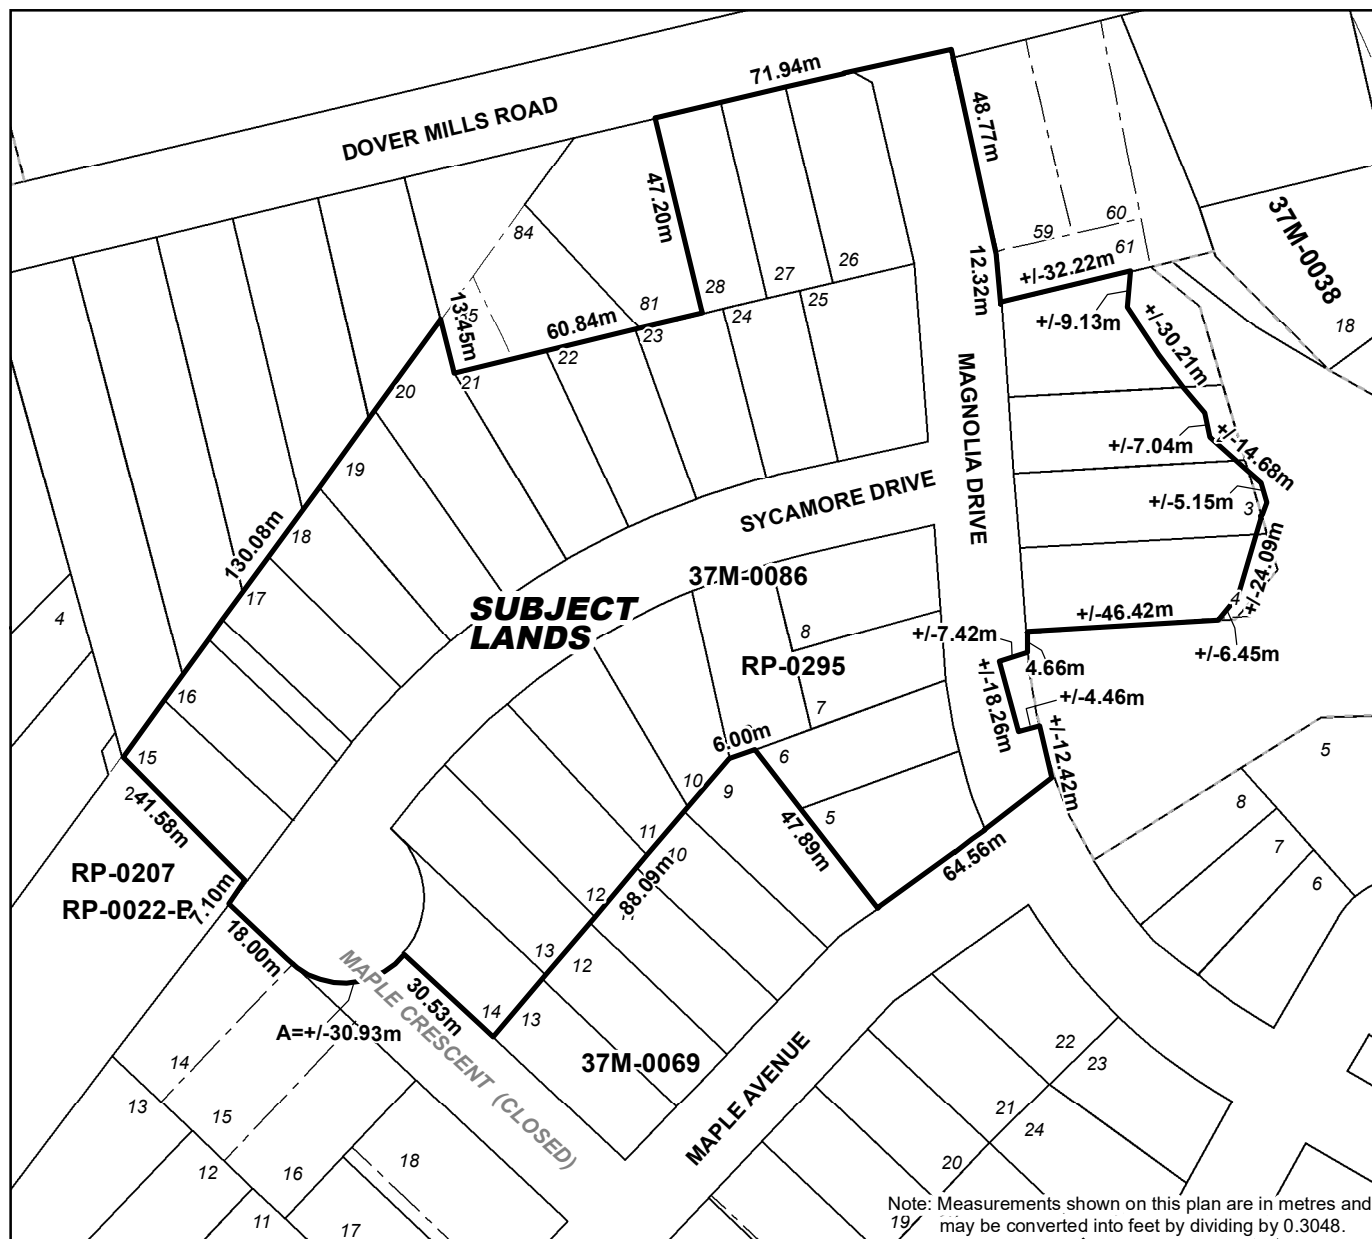 71.94m
DOVER MILLS ROAD
48.77m
47.20m
60
59
61
37M-0038
84
12.32m
+/-32.22m
26
27
28
25
24
81
13.45m
60.84m
23
22
21
+/-9.13m
+/-30.21m
18
20
MAGNOLIA DRIVE
+/-7.04m
+/-14.68m
19
+/-5.15m
3
SYCAMORE DRIVE
18
130.08m
+/-24.09m
37M-0086
17
SUBJECT
LANDS
4
4
+/-46.42m
8
+/-7.42m
+/-6.45m
RP-0295
4.66m
+/-18.26m
+/-4.46m
16
7
+/-12.42m
6.00m
15
6
5
2
41.58m
10
9
8
5
47.89m
11
10
7
64.56m
RP-0207
88.09m
6
RP-0022-B
7.10m
12
18.00m
13
12
MAPLE CRESCENT (CLOSED)
30.53m
14
13
A=+/-30.93m
MAPLE AVENUE
22
37M-0069
23
14
13
15
21
24
18
12
16
20
11
17
19
Note: Measurements shown on this plan are in metres and
may be converted into feet by dividing by 0.3048.